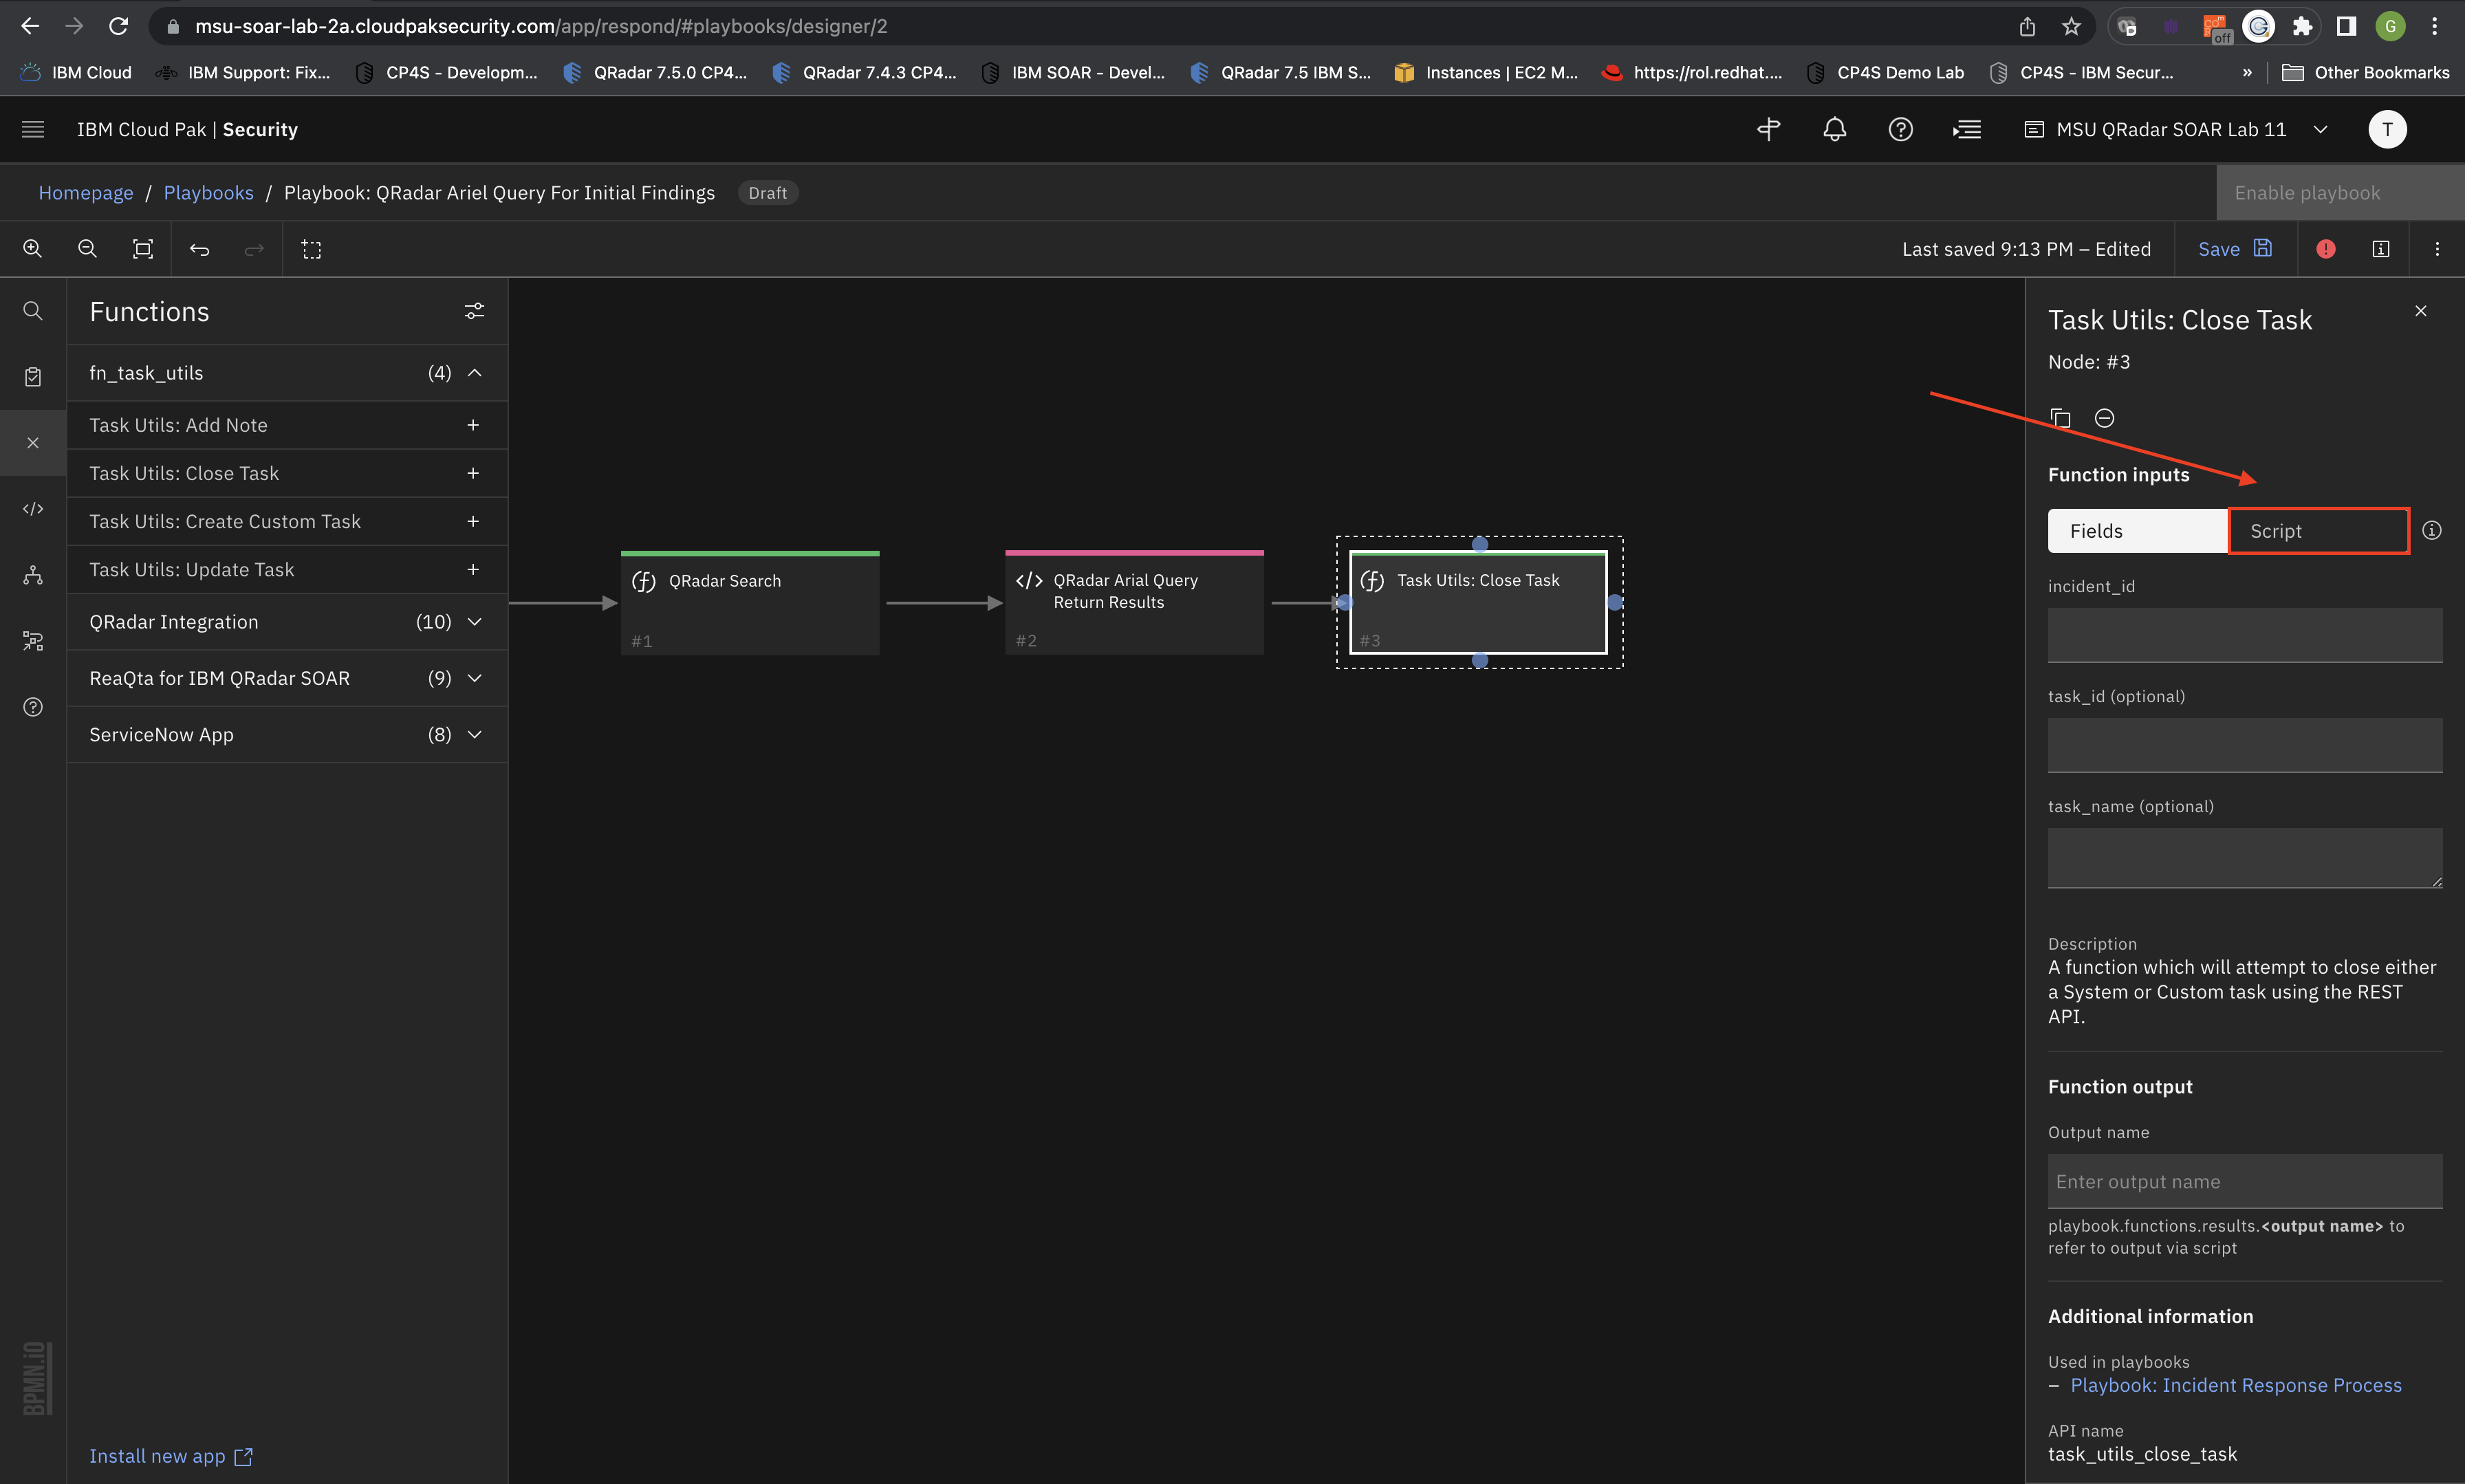 msu-soar-lab-2a.cloudpaksecurity.com/app/respond/#playbooks/designer/2
off
G
IBM Cloud
IBM Support: Fix...
CP4S - Developm...
QRadar 7.5.0 CP4...
QRadar 7.4.3 CP4...
IBM SOAR - Devel...
QRadar 7.5 IBM S...
Instances | EC2 M...
https://rol.redhat....
CP4S Demo Lab
CP4S - IBM Secur...
»
Other Bookmarks
IBM Cloud Pak | Security
MSU QRadar SOAR Lab 11
T
Homepage / Playbooks / Playbook: QRadar Ariel Query For Initial Findings
Draft
Enable playbook
Last saved 9:13 PM – Edited
Save
Functions
fn_task_utils (4)
Task Utils: Add Note
Task Utils: Close Task
Task Utils: Create Custom Task
Task Utils: Update Task
QRadar Integration (10)
ReaQta for IBM QRadar SOAR (9)
ServiceNow App (8)
Install new app
BPMN.iO
QRadar Search
#1
QRadar Arial Query
Return Results
#2
Task Utils: Close Task
#3
Task Utils: Close Task
Node: #3
Function inputs
Fields
Script
incident_id
task_id (optional)
task_name (optional)
Description
A function which will attempt to close either
a System or Custom task using the REST
API.
Function output
Output name
Enter output name
playbook.functions.results.<output name> to
refer to output via script
Additional information
Used in playbooks
– Playbook: Incident Response Process
API name
task_utils_close_task